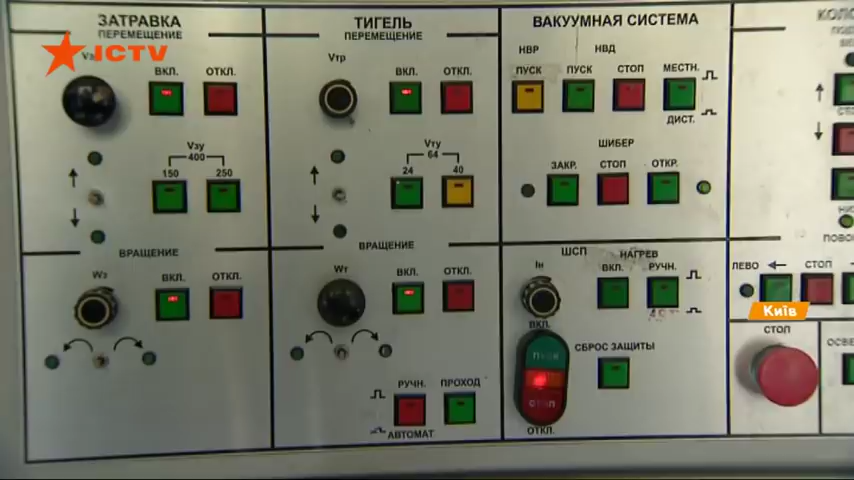 ICTV
ЗАТРАВКА
ПЕРЕМЕЩЕНИЕ
ВКЛ.
ОТКЛ.
Vзу
400
150
250
ВРАЩЕНИЕ
Wз
ВКЛ.
ОТКЛ.
ТИГЕЛЬ
ПЕРЕМЕЩЕНИЕ
Vтр
ВКЛ.
ОТКЛ.
Vту
64
24
40
ВРАЩЕНИЕ
Wт
ВКЛ.
ОТКЛ.
РУЧН.
ПРОХОД
АВТОМАТ
ВАКУУМНАЯ СИСТЕМА
НВР
НВД
ПУСК
ПУСК
СТОП
МЕСТН.
ДИСТ.
ШИБЕР
ЗАКР.
СТОП
ОТКР.
ШСП
НАГРЕВ
Iн
ВКЛ.
РУЧН.
ВКЛ.
ПУСК
ОТКЛ
ОТКЛ.
СБРОС ЗАЩИТЫ
ЛЕВО
СТОП
Київ
СТОП